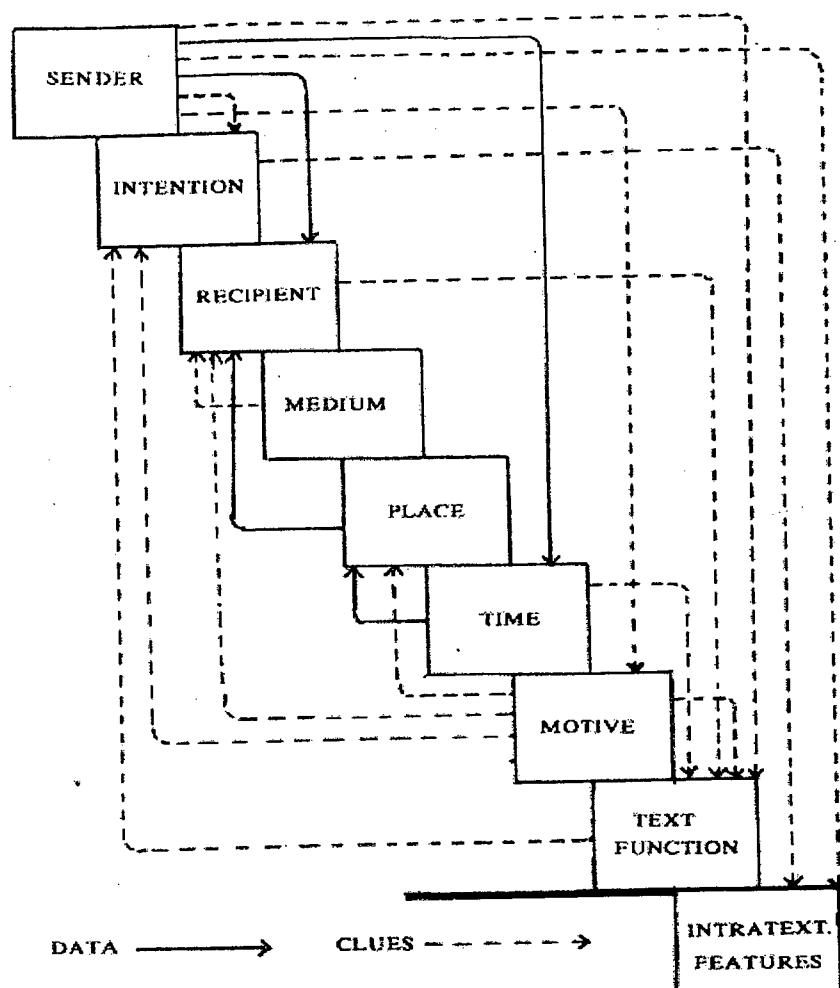 SENDER
INTENTION
RECIPIENT
MEDIUM
PLACE
TIME
MOTIVE
TEXT
FUNCTION
DATA
CLUES
INTRATEXT.
FEATURES